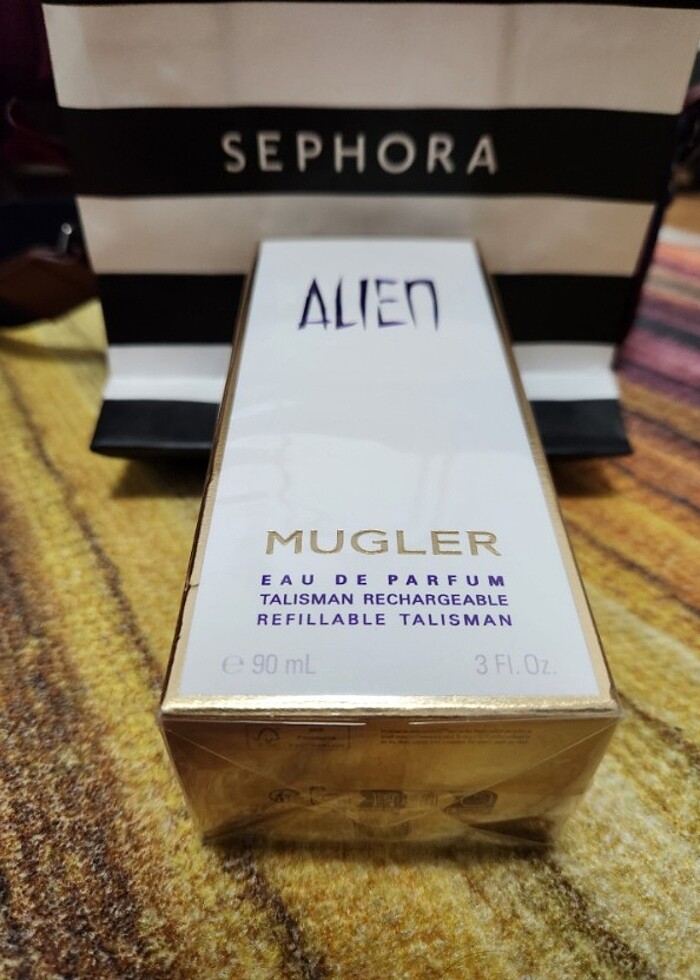 SEPHORA
ALIEN
MUGLER
EAU DE PARFUM
TALISMAN RECHARGEABLE
REFILLABLE TALISMAN
℮ 90 mL 3 Fl. Oz.